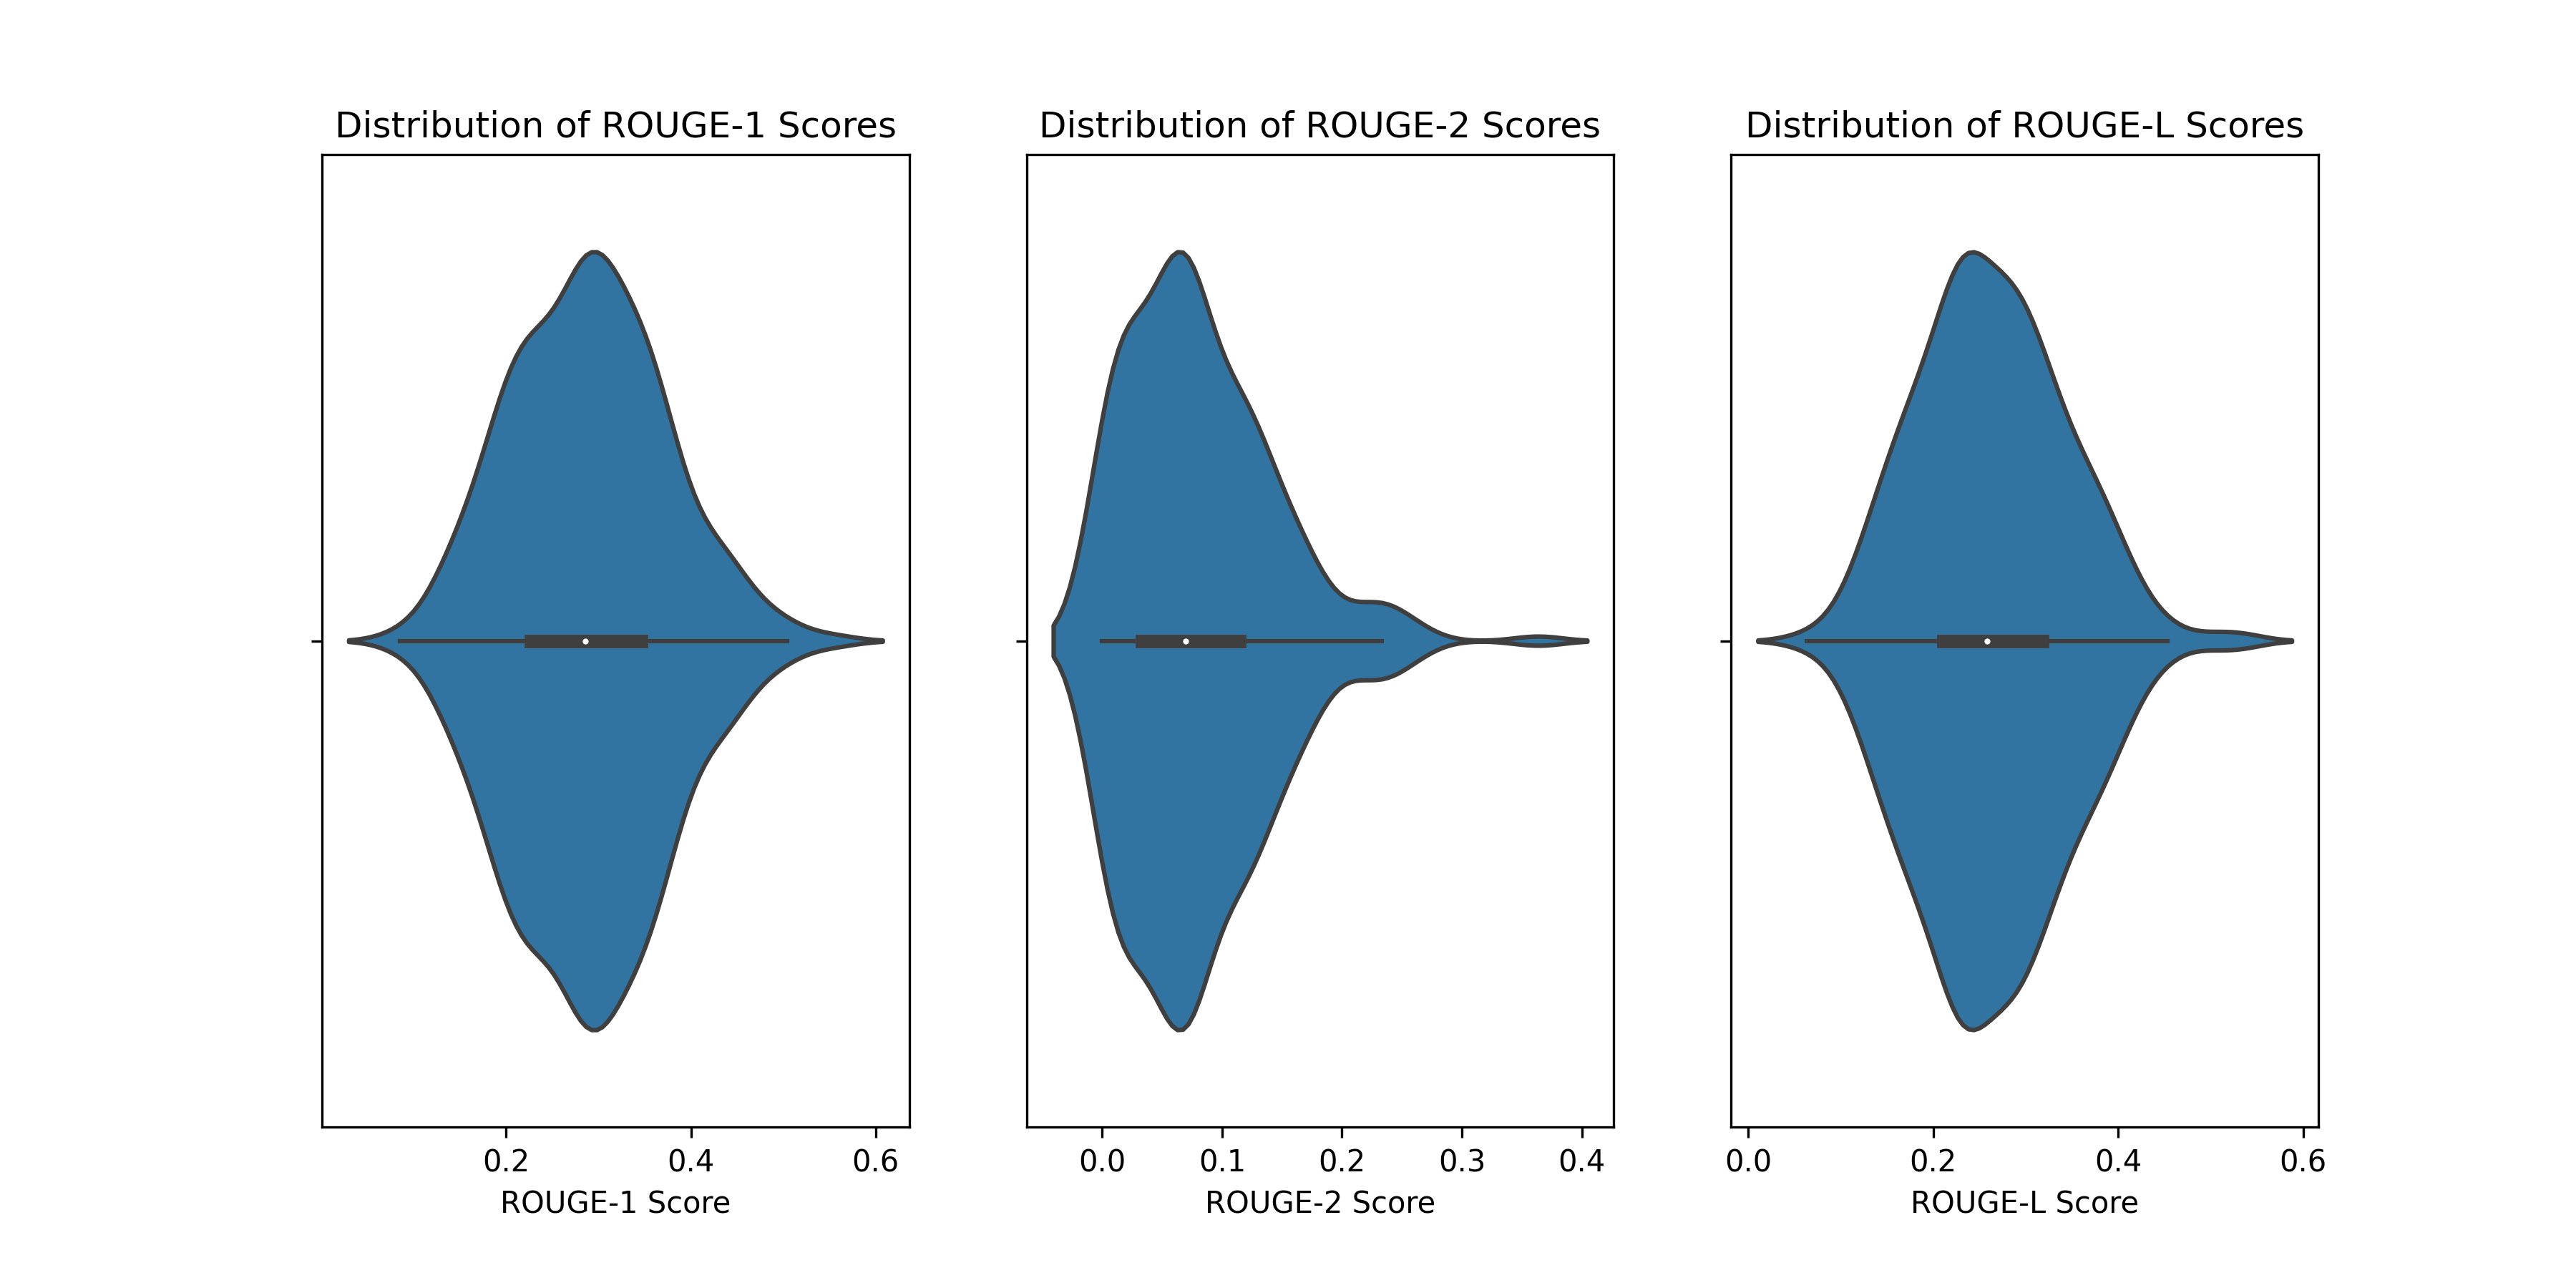 Distribution of ROUGE-1 Scores
0.2 0.4 0.6
ROUGE-1 Score
Distribution of ROUGE-2 Scores
0.0 0.1 0.2 0.3 0.4
ROUGE-2 Score
Distribution of ROUGE-L Scores
0.0 0.2 0.4 0.6
ROUGE-L Score